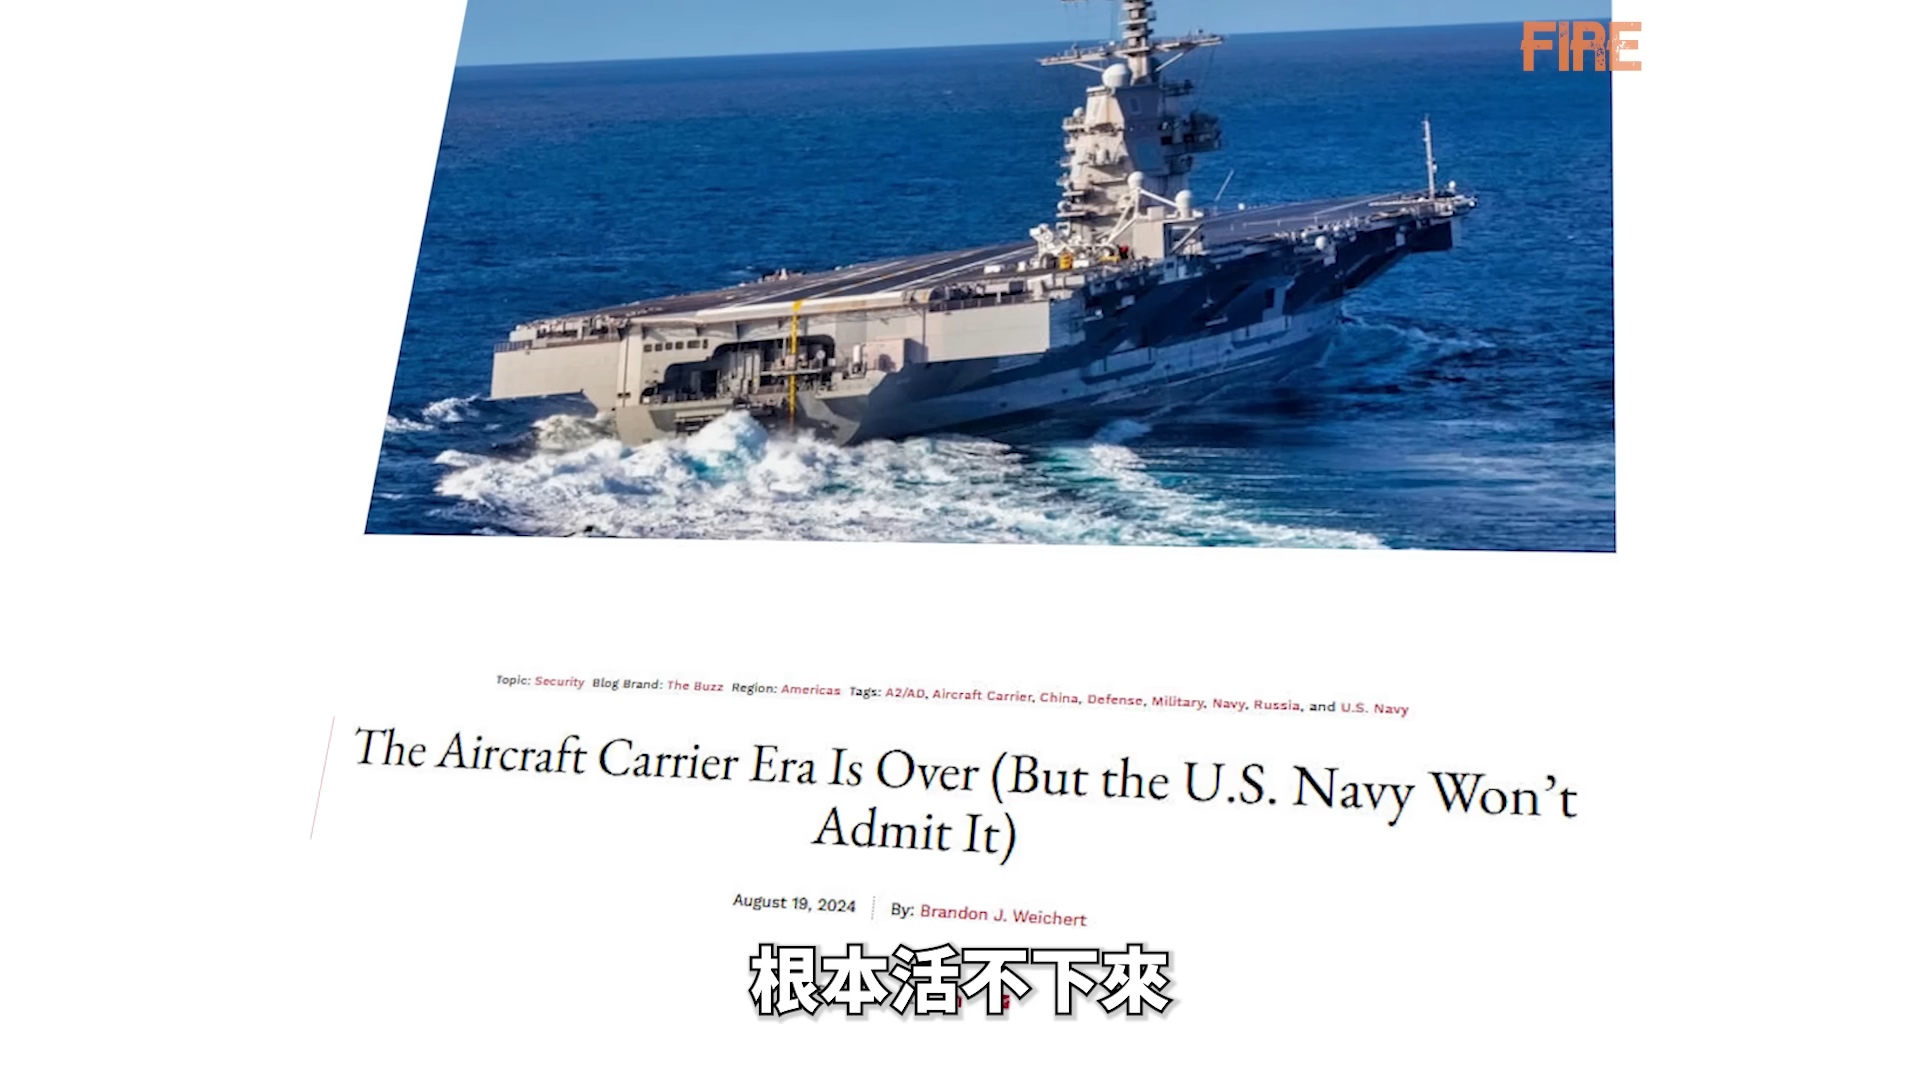 FIRE
Topic: Security Blog Brand: The Buzz Region: Americas Tags: A2/AD, Aircraft Carrier, China, Defense, Military, Navy, Russia, and U.S. Navy
The Aircraft Carrier Era Is Over (But the U.S. Navy Won't
Admit It)
August 19, 2024 By: Brandon J. Weichert
根本活不下來